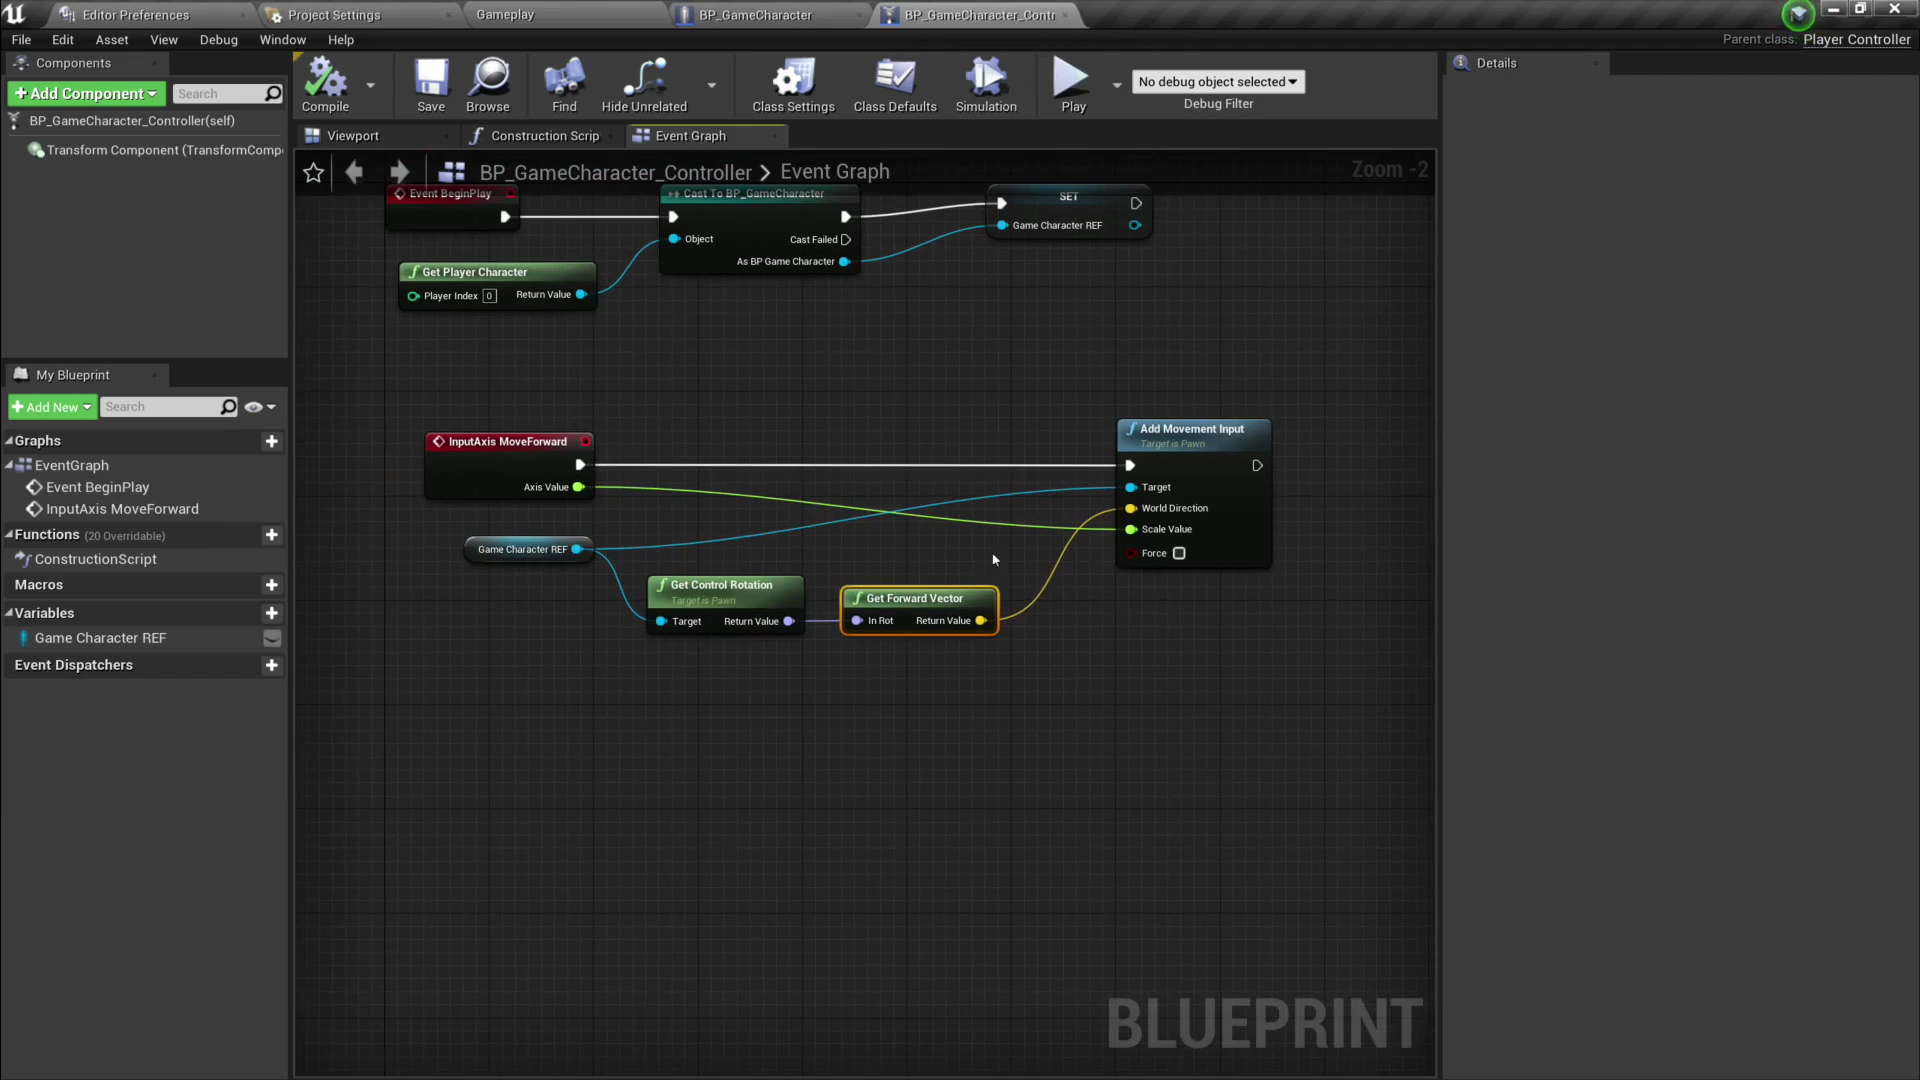 Editor Preferences
Project Settings
Gameplay
BP_GameCharacter
BP_GameCharacter_Contr
File Edit Asset View Debug Window Help
Parent class: Player Controller
Components
+ Add Component
Search
BP_GameCharacter_Controller(self)
Transform Component (TransformComp
My Blueprint
+ Add New
Search
Graphs
EventGraph
Event BeginPlay
InputAxis MoveForward
Functions (20 Overridable)
ConstructionScript
Macros
Variables
Game Character REF
Event Dispatchers
Compile
Save
Browse
Find
Hide Unrelated
Class Settings
Class Defaults
Simulation
Play
No debug object selected
Debug Filter
Viewport
Construction Scrip
Event Graph
BP_GameCharacter_Controller > Event Graph
Zoom -2
Event BeginPlay
Cast To BP_GameCharacter
Object
Cast Failed
As BP Game Character
SET
Game Character REF
Get Player Character
Player Index 0
Return Value
InputAxis MoveForward
Axis Value
Game Character REF
Get Control Rotation
Target is Pawn
Target
Return Value
Get Forward Vector
In Rot
Return Value
Add Movement Input
Target is Pawn
Target
World Direction
Scale Value
Force
BLUEPRINT
Details